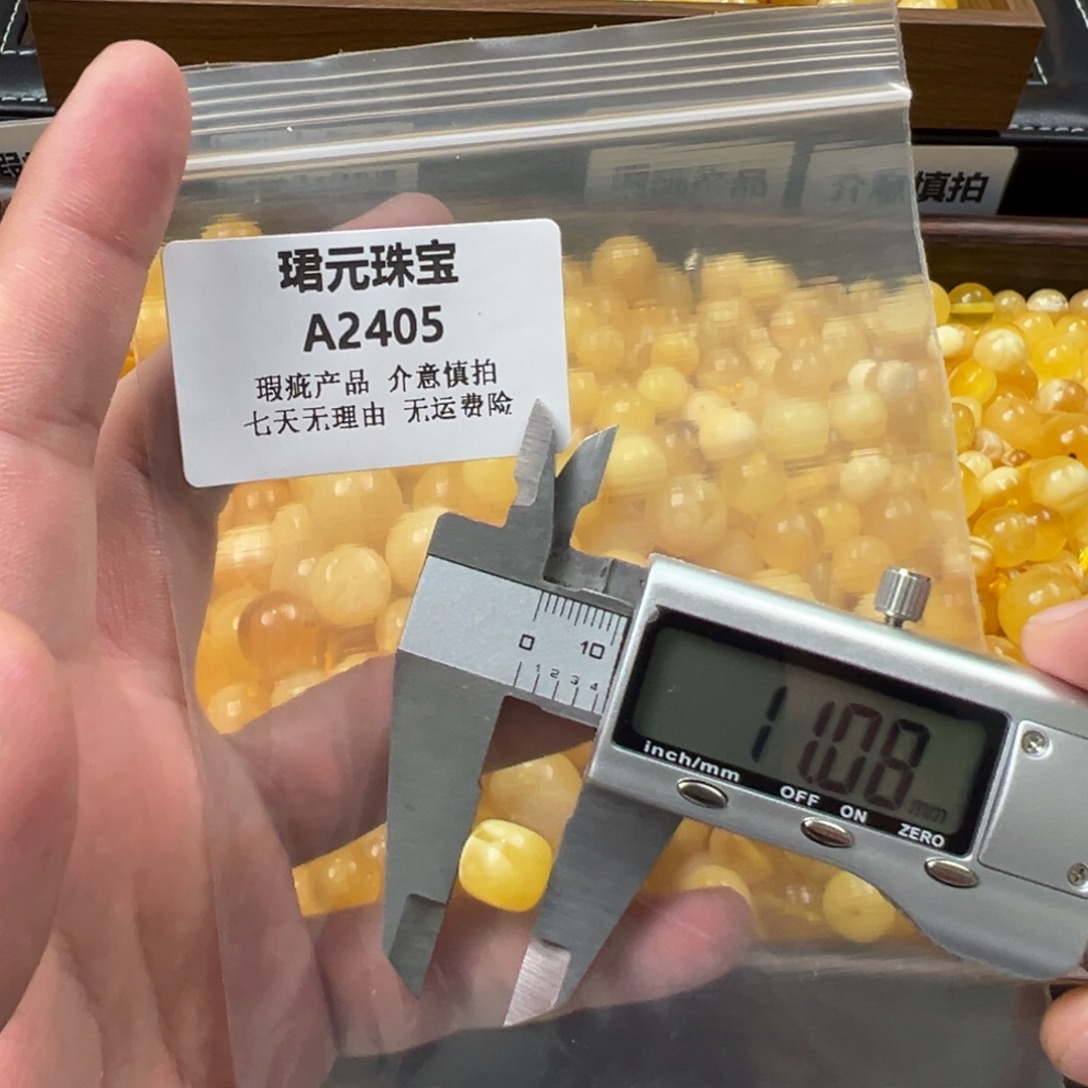 慎拍
珺元珠宝
A2405
瑕疵产品 介意慎拍
七天无理由 无运费险
0 10
1 2 3 4
11.08 mm
inch/mm OFF ON ZERO